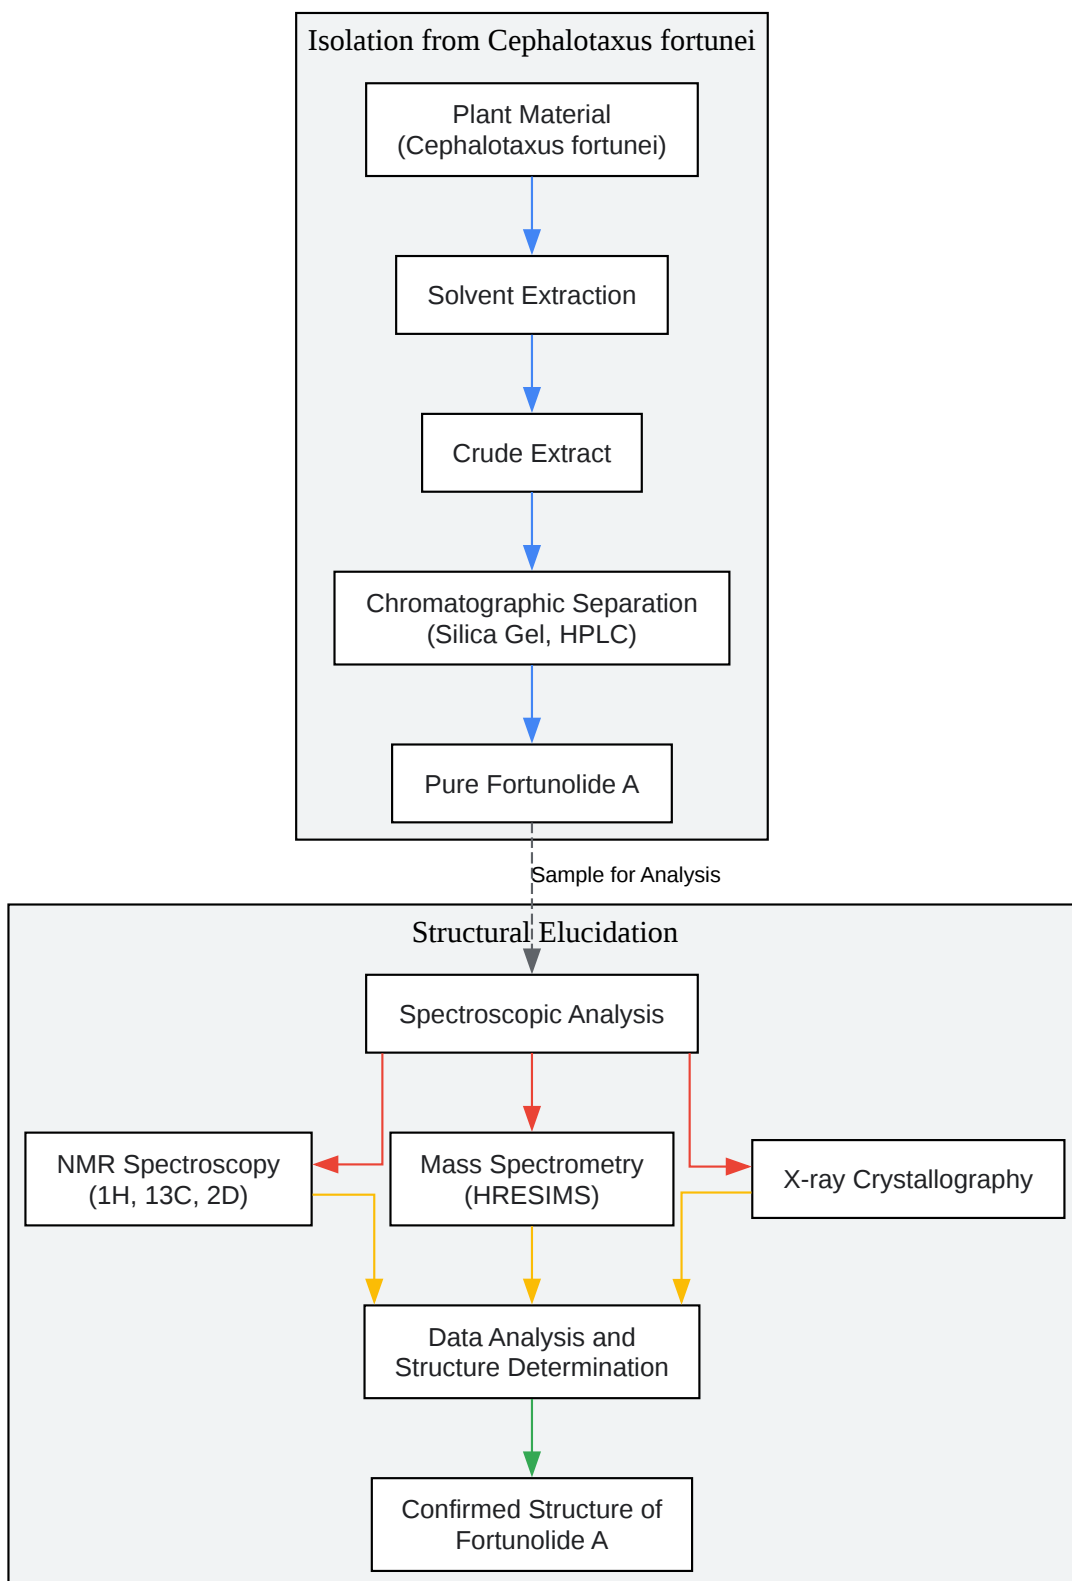 Isolation from Cephalotaxus fortunei
Plant Material
(Cephalotaxus fortunei)
Solvent Extraction
Crude Extract
Chromatographic Separation
(Silica Gel, HPLC)
Pure Fortunolide A
Sample for Analysis
Structural Elucidation
Spectroscopic Analysis
NMR Spectroscopy
(1H, 13C, 2D)
Mass Spectrometry
(HRESIMS)
X-ray Crystallography
Data Analysis and
Structure Determination
Confirmed Structure of
Fortunolide A